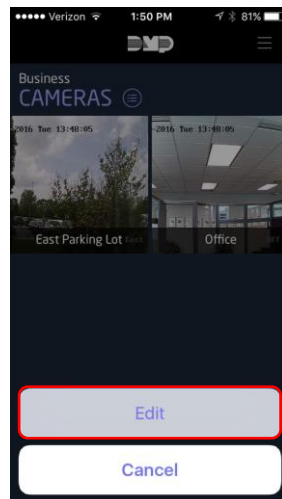 Verizon 1:50 PM 81%
DMP
Business
CAMERAS
2016 Tue 13:48:05 2016 Tue 13:48:05
East Parking Lot Office
Edit
Cancel